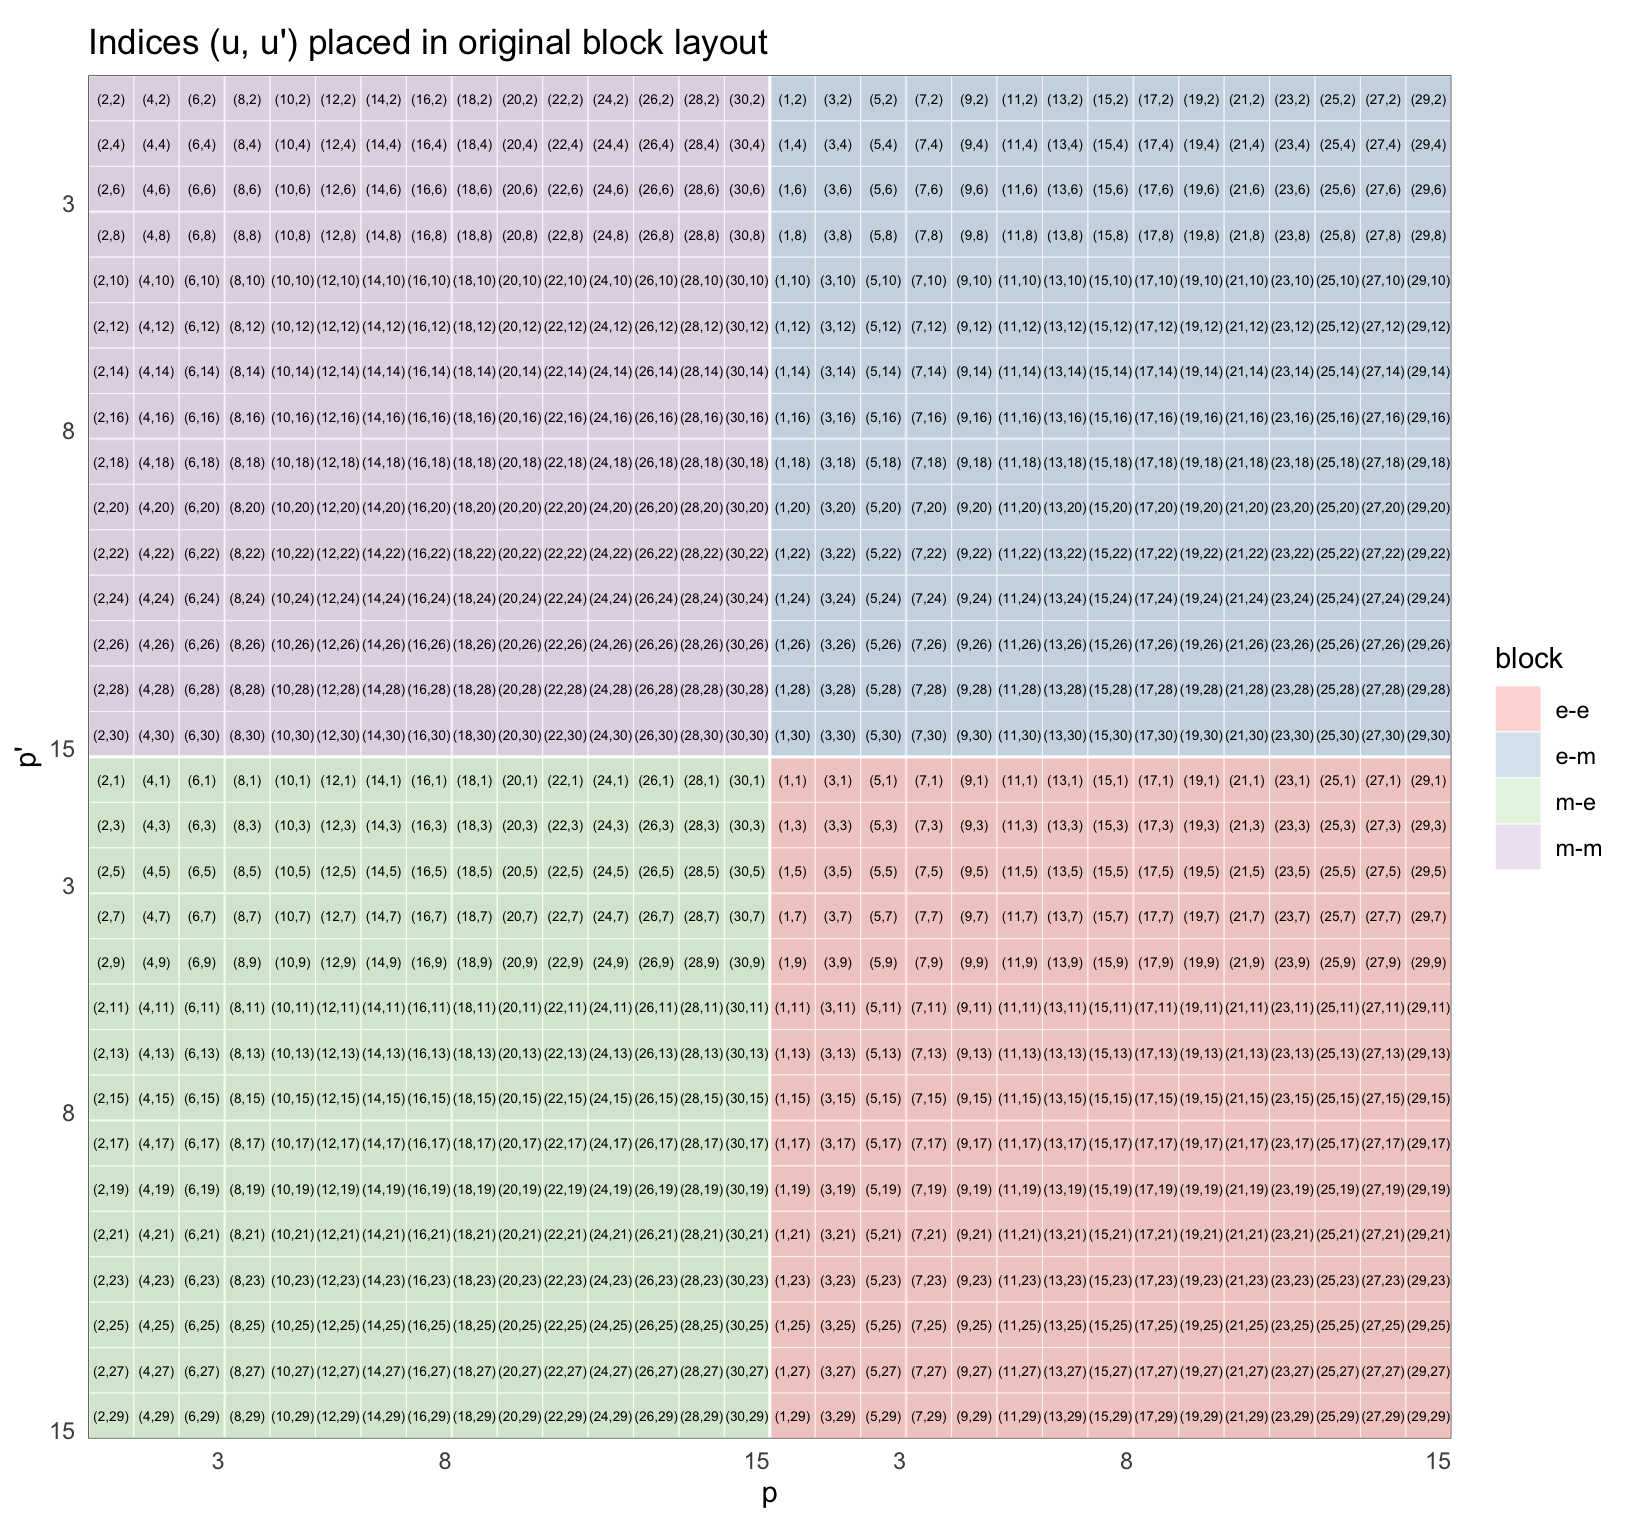 Indices (u, u') placed in original block layout
(2,2) (4,2) (6,2) (8,2) (10,2) (12,2) (14,2) (16,2) (18,2) (20,2) (22,2) (24,2) (26,2) (28,2) (30,2) (1,2) (3,2) (5,2) (7,2) (9,2) (11,2) (13,2) (15,2) (17,2) (19,2) (21,2) (23,2) (25,2) (27,2) (29,2)
(2,4) (4,4) (6,4) (8,4) (10,4) (12,4) (14,4) (16,4) (18,4) (20,4) (22,4) (24,4) (26,4) (28,4) (30,4) (1,4) (3,4) (5,4) (7,4) (9,4) (11,4) (13,4) (15,4) (17,4) (19,4) (21,4) (23,4) (25,4) (27,4) (29,4)
(2,6) (4,6) (6,6) (8,6) (10,6) (12,6) (14,6) (16,6) (18,6) (20,6) (22,6) (24,6) (26,6) (28,6) (30,6) (1,6) (3,6) (5,6) (7,6) (9,6) (11,6) (13,6) (15,6) (17,6) (19,6) (21,6) (23,6) (25,6) (27,6) (29,6)
3
(2,8) (4,8) (6,8) (8,8) (10,8) (12,8) (14,8) (16,8) (18,8) (20,8) (22,8) (24,8) (26,8) (28,8) (30,8) (1,8) (3,8) (5,8) (7,8) (9,8) (11,8) (13,8) (15,8) (17,8) (19,8) (21,8) (23,8) (25,8) (27,8) (29,8)
(2,10) (4,10) (6,10) (8,10) (10,10) (12,10) (14,10) (16,10) (18,10) (20,10) (22,10) (24,10) (26,10) (28,10) (30,10) (1,10) (3,10) (5,10) (7,10) (9,10) (11,10) (13,10) (15,10) (17,10) (19,10) (21,10) (23,10) (25,10) (27,10) (29,10)
(2,12) (4,12) (6,12) (8,12) (10,12) (12,12) (14,12) (16,12) (18,12) (20,12) (22,12) (24,12) (26,12) (28,12) (30,12) (1,12) (3,12) (5,12) (7,12) (9,12) (11,12) (13,12) (15,12) (17,12) (19,12) (21,12) (23,12) (25,12) (27,12) (29,12)
(2,14) (4,14) (6,14) (8,14) (10,14) (12,14) (14,14) (16,14) (18,14) (20,14) (22,14) (24,14) (26,14) (28,14) (30,14) (1,14) (3,14) (5,14) (7,14) (9,14) (11,14) (13,14) (15,14) (17,14) (19,14) (21,14) (23,14) (25,14) (27,14) (29,14)
(2,16) (4,16) (6,16) (8,16) (10,16) (12,16) (14,16) (16,16) (18,16) (20,16) (22,16) (24,16) (26,16) (28,16) (30,16) (1,16) (3,16) (5,16) (7,16) (9,16) (11,16) (13,16) (15,16) (17,16) (19,16) (21,16) (23,16) (25,16) (27,16) (29,16)
8
(2,18) (4,18) (6,18) (8,18) (10,18) (12,18) (14,18) (16,18) (18,18) (20,18) (22,18) (24,18) (26,18) (28,18) (30,18) (1,18) (3,18) (5,18) (7,18) (9,18) (11,18) (13,18) (15,18) (17,18) (19,18) (21,18) (23,18) (25,18) (27,18) (29,18)
(2,20) (4,20) (6,20) (8,20) (10,20) (12,20) (14,20) (16,20) (18,20) (20,20) (22,20) (24,20) (26,20) (28,20) (30,20) (1,20) (3,20) (5,20) (7,20) (9,20) (11,20) (13,20) (15,20) (17,20) (19,20) (21,20) (23,20) (25,20) (27,20) (29,20)
(2,22) (4,22) (6,22) (8,22) (10,22) (12,22) (14,22) (16,22) (18,22) (20,22) (22,22) (24,22) (26,22) (28,22) (30,22) (1,22) (3,22) (5,22) (7,22) (9,22) (11,22) (13,22) (15,22) (17,22) (19,22) (21,22) (23,22) (25,22) (27,22) (29,22)
(2,24) (4,24) (6,24) (8,24) (10,24) (12,24) (14,24) (16,24) (18,24) (20,24) (22,24) (24,24) (26,24) (28,24) (30,24) (1,24) (3,24) (5,24) (7,24) (9,24) (11,24) (13,24) (15,24) (17,24) (19,24) (21,24) (23,24) (25,24) (27,24) (29,24)
(2,26) (4,26) (6,26) (8,26) (10,26) (12,26) (14,26) (16,26) (18,26) (20,26) (22,26) (24,26) (26,26) (28,26) (30,26) (1,26) (3,26) (5,26) (7,26) (9,26) (11,26) (13,26) (15,26) (17,26) (19,26) (21,26) (23,26) (25,26) (27,26) (29,26)
(2,28) (4,28) (6,28) (8,28) (10,28) (12,28) (14,28) (16,28) (18,28) (20,28) (22,28) (24,28) (26,28) (28,28) (30,28) (1,28) (3,28) (5,28) (7,28) (9,28) (11,28) (13,28) (15,28) (17,28) (19,28) (21,28) (23,28) (25,28) (27,28) (29,28)
(2,30) (4,30) (6,30) (8,30) (10,30) (12,30) (14,30) (16,30) (18,30) (20,30) (22,30) (24,30) (26,30) (28,30) (30,30) (1,30) (3,30) (5,30) (7,30) (9,30) (11,30) (13,30) (15,30) (17,30) (19,30) (21,30) (23,30) (25,30) (27,30) (29,30)
15
p'
(2,1) (4,1) (6,1) (8,1) (10,1) (12,1) (14,1) (16,1) (18,1) (20,1) (22,1) (24,1) (26,1) (28,1) (30,1) (1,1) (3,1) (5,1) (7,1) (9,1) (11,1) (13,1) (15,1) (17,1) (19,1) (21,1) (23,1) (25,1) (27,1) (29,1)
(2,3) (4,3) (6,3) (8,3) (10,3) (12,3) (14,3) (16,3) (18,3) (20,3) (22,3) (24,3) (26,3) (28,3) (30,3) (1,3) (3,3) (5,3) (7,3) (9,3) (11,3) (13,3) (15,3) (17,3) (19,3) (21,3) (23,3) (25,3) (27,3) (29,3)
(2,5) (4,5) (6,5) (8,5) (10,5) (12,5) (14,5) (16,5) (18,5) (20,5) (22,5) (24,5) (26,5) (28,5) (30,5) (1,5) (3,5) (5,5) (7,5) (9,5) (11,5) (13,5) (15,5) (17,5) (19,5) (21,5) (23,5) (25,5) (27,5) (29,5)
3
(2,7) (4,7) (6,7) (8,7) (10,7) (12,7) (14,7) (16,7) (18,7) (20,7) (22,7) (24,7) (26,7) (28,7) (30,7) (1,7) (3,7) (5,7) (7,7) (9,7) (11,7) (13,7) (15,7) (17,7) (19,7) (21,7) (23,7) (25,7) (27,7) (29,7)
(2,9) (4,9) (6,9) (8,9) (10,9) (12,9) (14,9) (16,9) (18,9) (20,9) (22,9) (24,9) (26,9) (28,9) (30,9) (1,9) (3,9) (5,9) (7,9) (9,9) (11,9) (13,9) (15,9) (17,9) (19,9) (21,9) (23,9) (25,9) (27,9) (29,9)
(2,11) (4,11) (6,11) (8,11) (10,11) (12,11) (14,11) (16,11) (18,11) (20,11) (22,11) (24,11) (26,11) (28,11) (30,11) (1,11) (3,11) (5,11) (7,11) (9,11) (11,11) (13,11) (15,11) (17,11) (19,11) (21,11) (23,11) (25,11) (27,11) (29,11)
(2,13) (4,13) (6,13) (8,13) (10,13) (12,13) (14,13) (16,13) (18,13) (20,13) (22,13) (24,13) (26,13) (28,13) (30,13) (1,13) (3,13) (5,13) (7,13) (9,13) (11,13) (13,13) (15,13) (17,13) (19,13) (21,13) (23,13) (25,13) (27,13) (29,13)
(2,15) (4,15) (6,15) (8,15) (10,15) (12,15) (14,15) (16,15) (18,15) (20,15) (22,15) (24,15) (26,15) (28,15) (30,15) (1,15) (3,15) (5,15) (7,15) (9,15) (11,15) (13,15) (15,15) (17,15) (19,15) (21,15) (23,15) (25,15) (27,15) (29,15)
8
(2,17) (4,17) (6,17) (8,17) (10,17) (12,17) (14,17) (16,17) (18,17) (20,17) (22,17) (24,17) (26,17) (28,17) (30,17) (1,17) (3,17) (5,17) (7,17) (9,17) (11,17) (13,17) (15,17) (17,17) (19,17) (21,17) (23,17) (25,17) (27,17) (29,17)
(2,19) (4,19) (6,19) (8,19) (10,19) (12,19) (14,19) (16,19) (18,19) (20,19) (22,19) (24,19) (26,19) (28,19) (30,19) (1,19) (3,19) (5,19) (7,19) (9,19) (11,19) (13,19) (15,19) (17,19) (19,19) (21,19) (23,19) (25,19) (27,19) (29,19)
(2,21) (4,21) (6,21) (8,21) (10,21) (12,21) (14,21) (16,21) (18,21) (20,21) (22,21) (24,21) (26,21) (28,21) (30,21) (1,21) (3,21) (5,21) (7,21) (9,21) (11,21) (13,21) (15,21) (17,21) (19,21) (21,21) (23,21) (25,21) (27,21) (29,21)
(2,23) (4,23) (6,23) (8,23) (10,23) (12,23) (14,23) (16,23) (18,23) (20,23) (22,23) (24,23) (26,23) (28,23) (30,23) (1,23) (3,23) (5,23) (7,23) (9,23) (11,23) (13,23) (15,23) (17,23) (19,23) (21,23) (23,23) (25,23) (27,23) (29,23)
(2,25) (4,25) (6,25) (8,25) (10,25) (12,25) (14,25) (16,25) (18,25) (20,25) (22,25) (24,25) (26,25) (28,25) (30,25) (1,25) (3,25) (5,25) (7,25) (9,25) (11,25) (13,25) (15,25) (17,25) (19,25) (21,25) (23,25) (25,25) (27,25) (29,25)
(2,27) (4,27) (6,27) (8,27) (10,27) (12,27) (14,27) (16,27) (18,27) (20,27) (22,27) (24,27) (26,27) (28,27) (30,27) (1,27) (3,27) (5,27) (7,27) (9,27) (11,27) (13,27) (15,27) (17,27) (19,27) (21,27) (23,27) (25,27) (27,27) (29,27)
(2,29) (4,29) (6,29) (8,29) (10,29) (12,29) (14,29) (16,29) (18,29) (20,29) (22,29) (24,29) (26,29) (28,29) (30,29) (1,29) (3,29) (5,29) (7,29) (9,29) (11,29) (13,29) (15,29) (17,29) (19,29) (21,29) (23,29) (25,29) (27,29) (29,29)
15
3 8 15 3 8 15
p
block
e-e
e-m
m-e
m-m